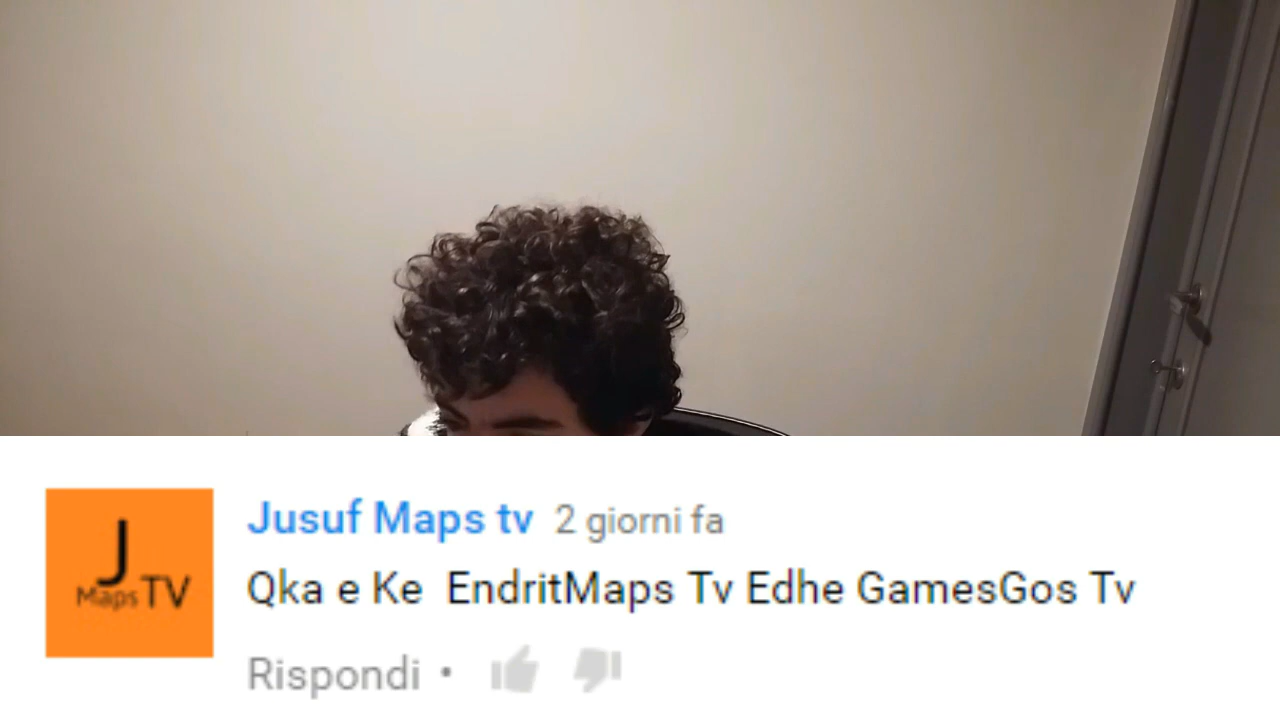 J
Maps TV
Jusuf Maps tv 2 giorni fa
Qka e Ke EndritMaps Tv Edhe GamesGos Tv
Rispondi •